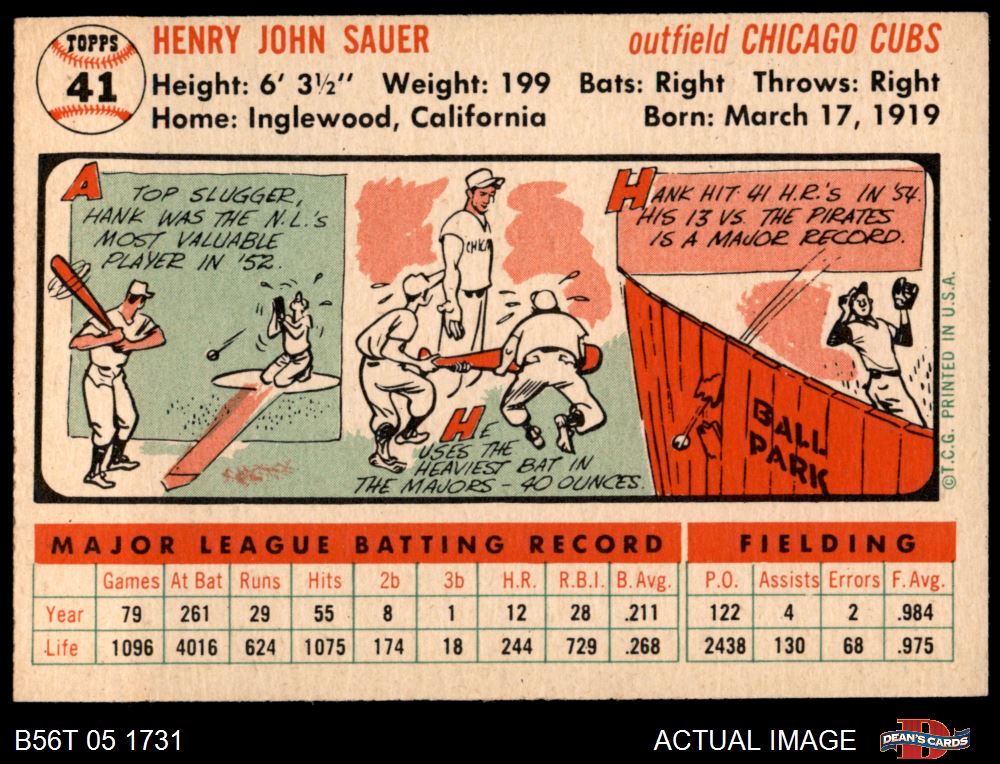 TOPPS
41
HENRY JOHN SAUER
outfield CHICAGO CUBS
Height: 6' 3½" Weight: 199 Bats: Right Throws: Right
Home: Inglewood, California Born: March 17, 1919
A TOP SLUGGER,
HANK WAS THE N.L.'s
MOST VALUABLE
PLAYER IN '52.
CHICA
HE
USES THE
HEAVIEST BAT IN
THE MAJORS - 40 OUNCES.
HANK HIT 41 H.R.'s IN '54.
HIS 13 VS. THE PIRATES
IS A MAJOR RECORD.
BALL
PARK
©T.C.G. PRINTED IN U.S.A.
MAJOR LEAGUE BATTING RECORD FIELDING
Games At Bat Runs Hits 2b 3b H.R. R.B.I. B. Avg. P.O. Assists Errors F. Avg.
Year 79 261 29 55 8 1 12 28 .211 122 4 2 .984
Life 1096 4016 624 1075 174 18 244 729 .268 2438 130 68 .975
B56T 05 1731
ACTUAL IMAGE
DEAN'S CARDS